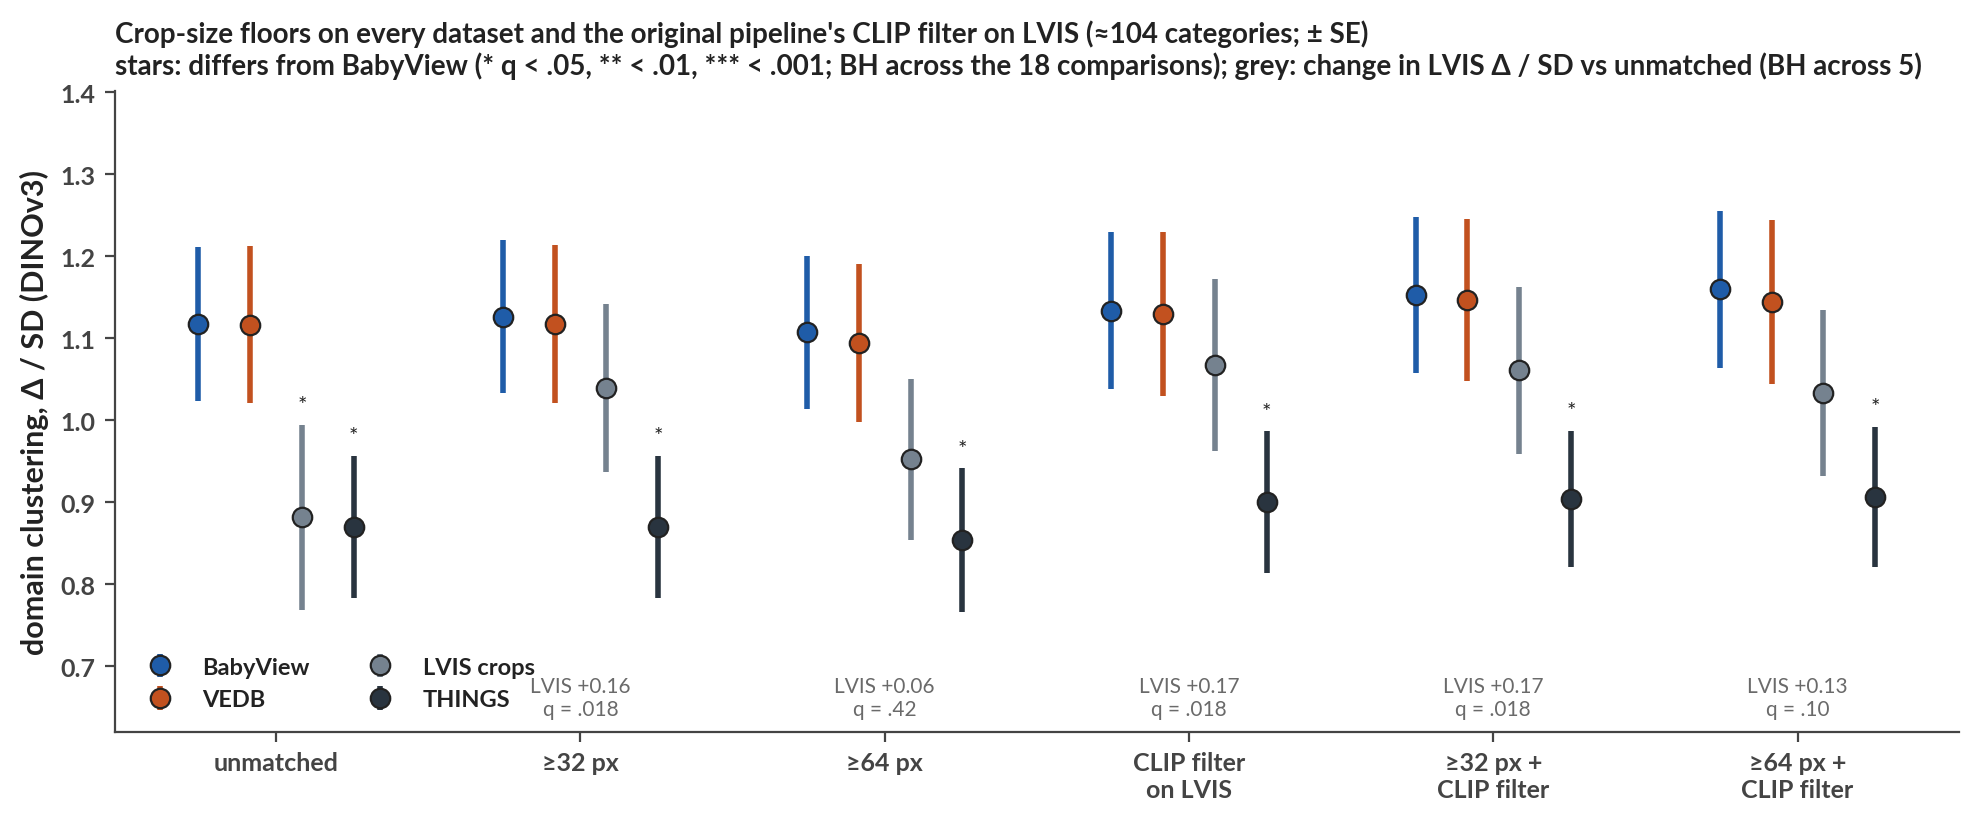 Crop-size floors on every dataset and the original pipeline's CLIP filter on LVIS (≈104 categories; ± SE)
stars: differs from BabyView (* q < .05, ** < .01, *** < .001; BH across the 18 comparisons); grey: change in LVIS Δ / SD vs unmatched (BH across 5)
domain clustering, Δ / SD (DINOv3)
1.4
1.3
1.2
1.1
1.0
0.9
0.8
0.7
*
*
*
*
*
*
*
BabyView
VEDB
LVIS crops
THINGS
LVIS +0.16
q = .018
LVIS +0.06
q = .42
LVIS +0.17
q = .018
LVIS +0.17
q = .018
LVIS +0.13
q = .10
unmatched
≥32 px
≥64 px
CLIP filter
on LVIS
≥32 px +
CLIP filter
≥64 px +
CLIP filter